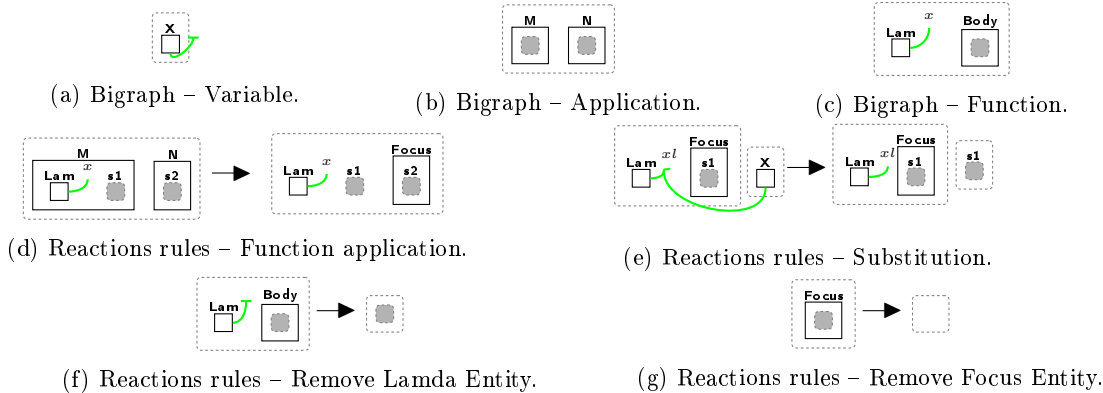 X
M N
x
Lam Body
(a) Bigraph – Variable.
(b) Bigraph – Application.
(c) Bigraph – Function.
M N
x
Lam s1 s2
Focus
x
Lam s1 s2
Focus
xl
Lam s1 X
Focus
xl
Lam s1 s1
(d) Reactions rules – Function application.
(e) Reactions rules – Substitution.
Lam Body
Focus
(f) Reactions rules – Remove Lamda Entity.
(g) Reactions rules – Remove Focus Entity.